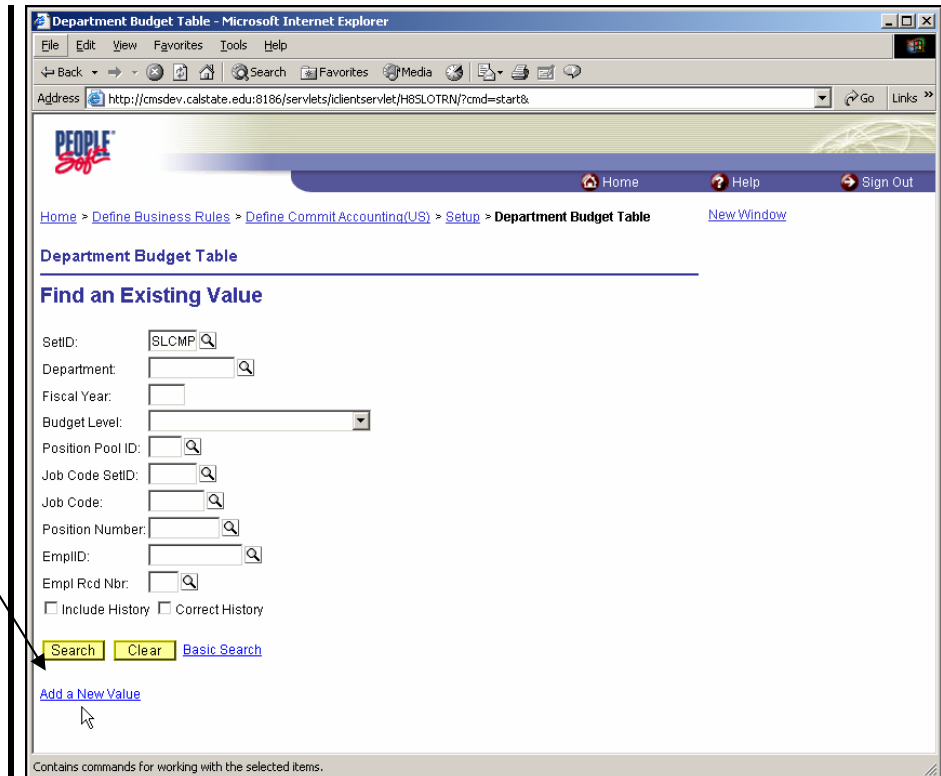 Department Budget Table - Microsoft Internet Explorer
File Edit View Favorites Tools Help
Back Search Favorites Media
Address http://cmsdev.calstate.edu:8186/servlets/iclientservlet/H8SLOTRN/?cmd=start& Go Links »
PEOPLE
Soft
Home Help Sign Out
Home > Define Business Rules > Define Commit Accounting(US) > Setup > Department Budget Table New Window
Department Budget Table
Find an Existing Value
SetID: SLCMP
Department:
Fiscal Year:
Budget Level:
Position Pool ID:
Job Code SetID:
Job Code:
Position Number:
EmplID:
Empl Rcd Nbr:
Include History Correct History
Search Clear Basic Search
Add a New Value
Contains commands for working with the selected items.